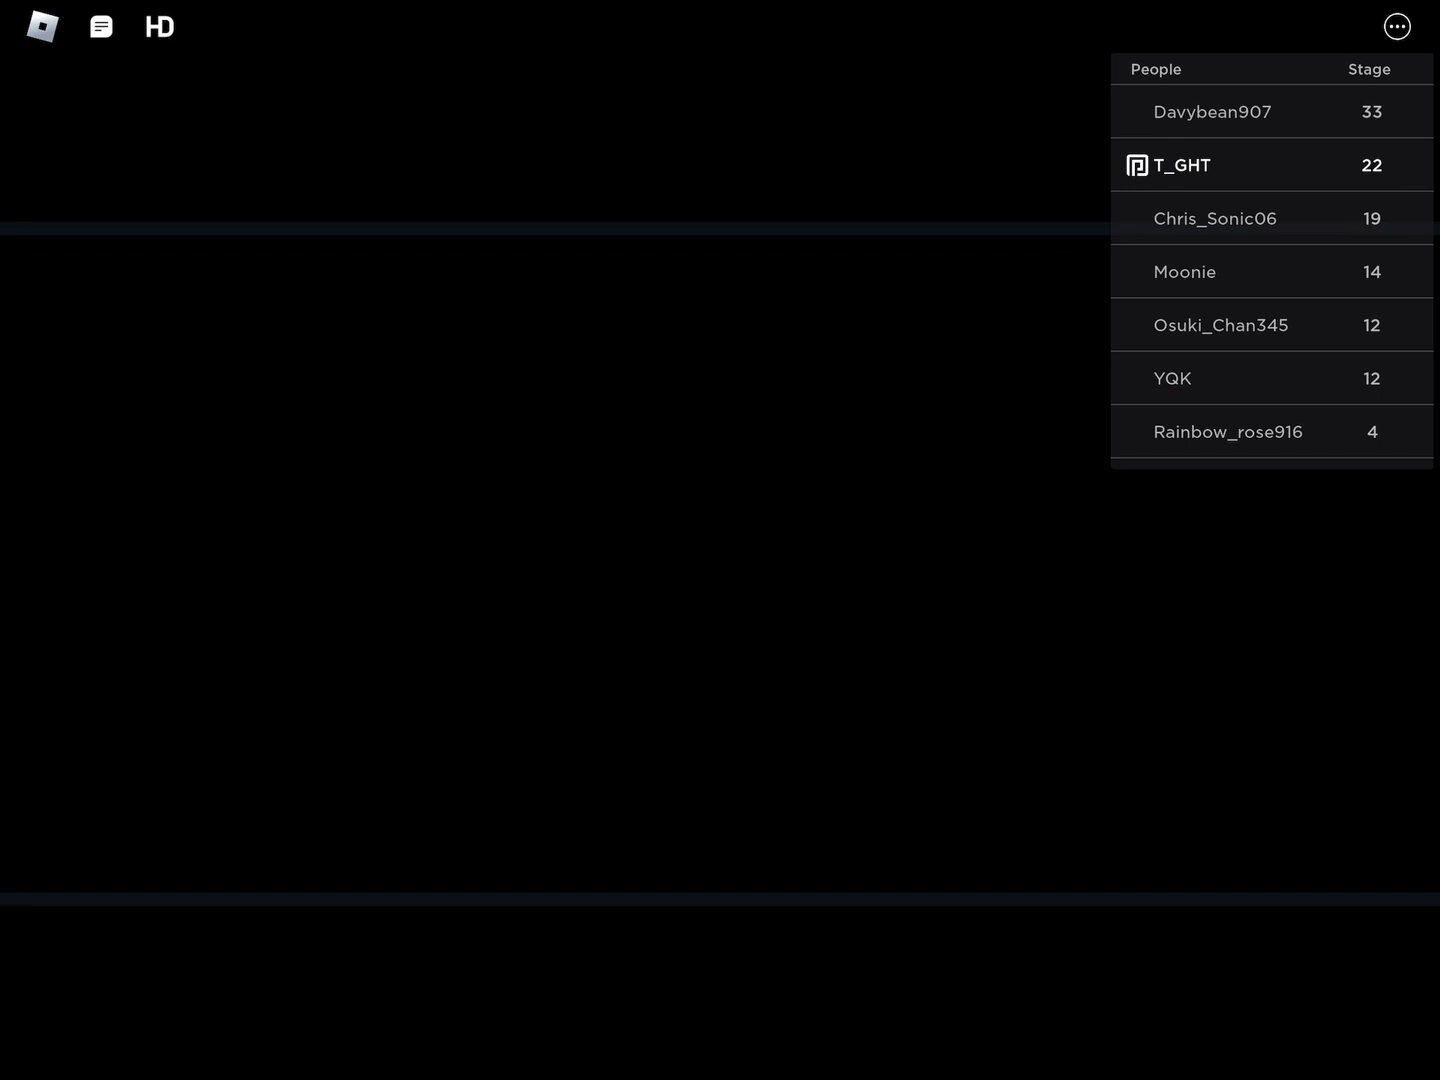 HD
People Stage
Davybean907 33
T_GHT 22
Chris_Sonic06 19
Moonie 14
Osuki_Chan345 12
YQK 12
Rainbow_rose916 4